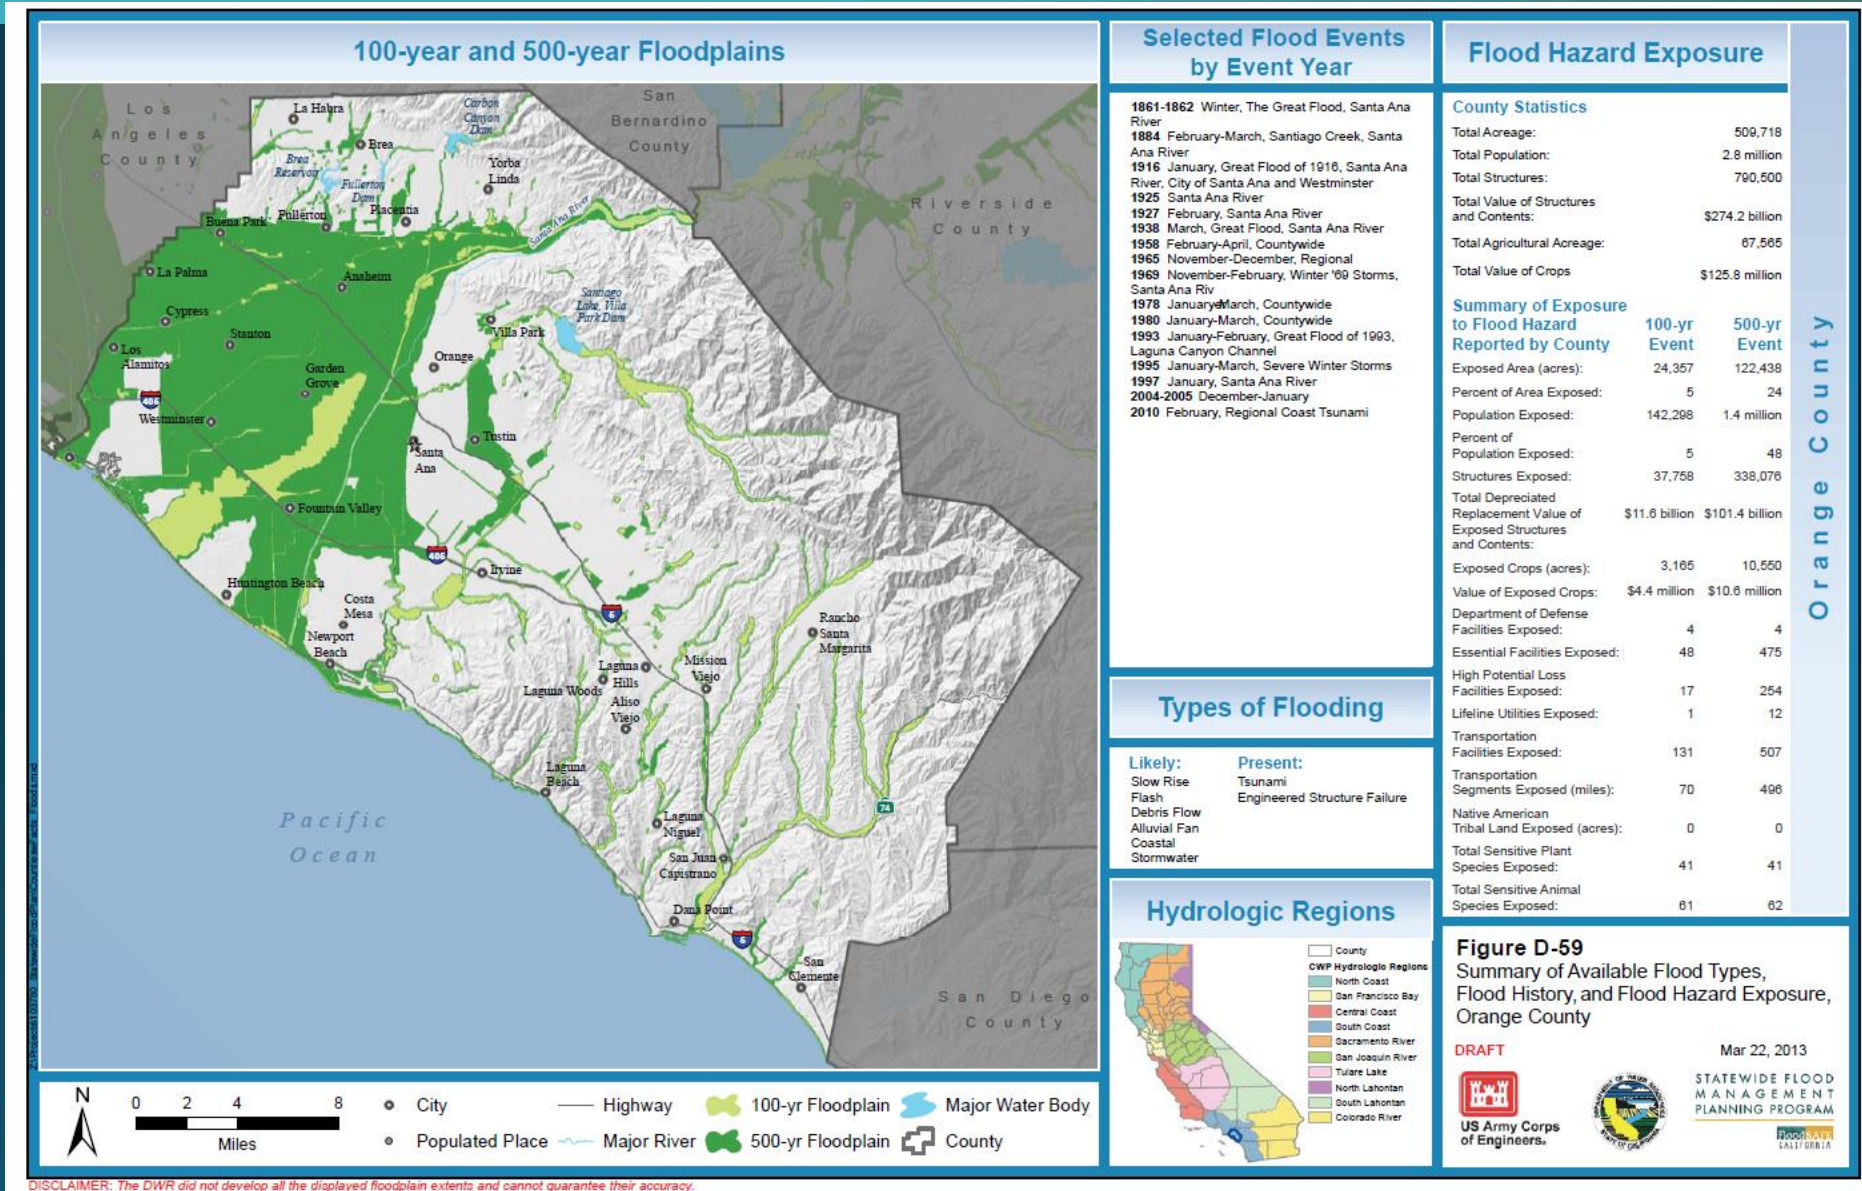 100-year and 500-year Floodplains
Los
Angeles
County
San
Bernardino
County
Riverside
County
La Habra
Carbon
Canyon
Dam
Brea
Brea
Reservoir
Fullerton
Dam
Yorba
Linda
Placentia
Fullerton
Buena Park
Santa Ana River
La Palma
Anaheim
Cypress
Stanton
Santiago
Lake, Villa
Park Dam
Villa Park
Los
Alamitos
Orange
Garden
Grove
405
Westminster
Tustin
Santa
Ana
Fountain Valley
405
Irvine
Huntington Beach
Costa
Mesa
Newport
Beach
5
Rancho
Santa
Margarita
Laguna
Hills
Mission
Viejo
Laguna Woods
Aliso
Viejo
Laguna
Beach
74
Laguna
Niguel
San Juan
Capistrano
Dana Point
5
San
Clemente
Pacific
Ocean
San Diego
County
N
0 2 4 8
Miles
City
Populated Place
Highway
Major River
100-yr Floodplain
500-yr Floodplain
Major Water Body
County
DISCLAIMER: The DWR did not develop all the displayed floodplain extents and cannot guarantee their accuracy.
Selected Flood Events
by Event Year
1861-1862 Winter, The Great Flood, Santa Ana
River
1884 February-March, Santiago Creek, Santa
Ana River
1916 January, Great Flood of 1916, Santa Ana
River, City of Santa Ana and Westminster
1925 Santa Ana River
1927 February, Santa Ana River
1938 March, Great Flood, Santa Ana River
1958 February-April, Countywide
1965 November-December, Regional
1969 November-February, Winter '69 Storms,
Santa Ana Riv
1978 January-March, Countywide
1980 January-March, Countywide
1993 January-February, Great Flood of 1993,
Laguna Canyon Channel
1995 January-March, Severe Winter Storms
1997 January, Santa Ana River
2004-2005 December-January
2010 February, Regional Coast Tsunami
Types of Flooding
Likely:
Slow Rise
Flash
Debris Flow
Alluvial Fan
Coastal
Stormwater
Present:
Tsunami
Engineered Structure Failure
Hydrologic Regions
County
CWP Hydrologic Regions
North Coast
San Francisco Bay
Central Coast
South Coast
Sacramento River
San Joaquin River
Tulare Lake
North Lahontan
South Lahontan
Colorado River
Flood Hazard Exposure
County Statistics
Total Acreage: 509,718
Total Population: 2.8 million
Total Structures: 790,500
Total Value of Structures
and Contents: $274.2 billion
Total Agricultural Acreage: 67,565
Total Value of Crops $125.8 million
Summary of Exposure
to Flood Hazard 100-yr 500-yr
Reported by County Event Event
Exposed Area (acres): 24,357 122,438
Percent of Area Exposed: 5 24
Population Exposed: 142,298 1.4 million
Percent of
Population Exposed: 5 48
Structures Exposed: 37,758 338,076
Total Depreciated
Replacement Value of $11.6 billion $101.4 billion
Exposed Structures
and Contents:
Exposed Crops (acres): 3,165 10,550
Value of Exposed Crops: $4.4 million $10.6 million
Department of Defense
Facilities Exposed: 4 4
Essential Facilities Exposed: 48 475
High Potential Loss
Facilities Exposed: 17 254
Lifeline Utilities Exposed: 1 12
Transportation
Facilities Exposed: 131 507
Transportation
Segments Exposed (miles): 70 496
Native American
Tribal Land Exposed (acres): 0 0
Total Sensitive Plant
Species Exposed: 41 41
Total Sensitive Animal
Species Exposed: 61 62
Orange County
Figure D-59
Summary of Available Flood Types,
Flood History, and Flood Hazard Exposure,
Orange County
DRAFT Mar 22, 2013
US Army Corps
of Engineers®
STATEWIDE FLOOD
MANAGEMENT
PLANNING PROGRAM
FloodSAFE
CALIFORNIA